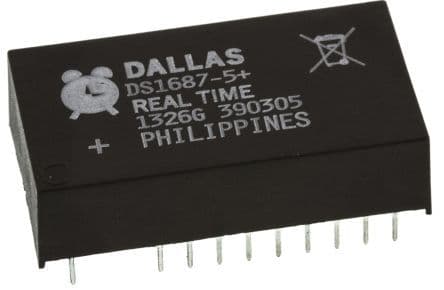 DALLAS
DS1687-5+
REAL TIME
1326G 390305
+ PHILIPPINES